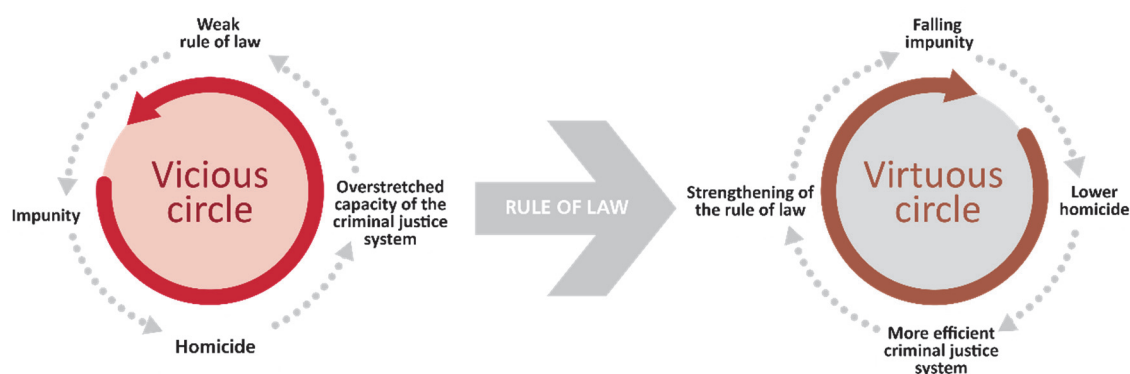 Weak
rule of law
Vicious
circle
Impunity
Overstretched
capacity of the
criminal justice
system
Homicide
RULE OF LAW
Falling
impunity
Virtuous
circle
Strengthening of
the rule of law
Lower
homicide
More efficient
criminal justice
system